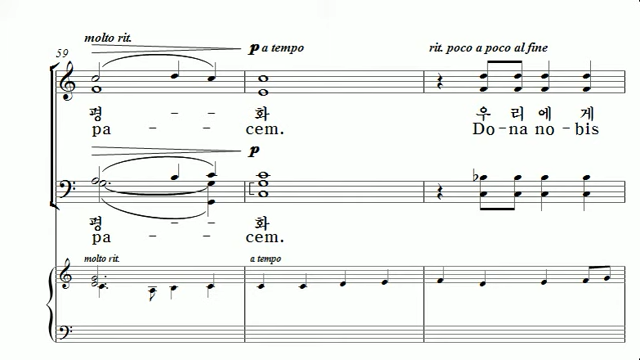 molto rit.
59
p a tempo
rit. poco a poco al fine
평 - - 화 우 리 에 게
pa - - cem. Do - na no - bis
p
평 - - 화
pa - - cem.
molto rit.
a tempo